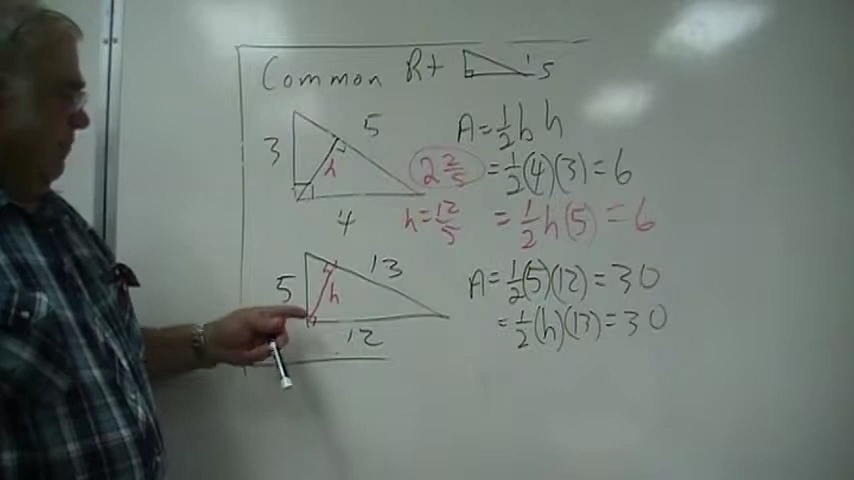 Common Rt 's
3 5 A = 1/2 b h
h 2 2/5 = 1/2 (4)(3) = 6
4 h = 12/5 = 1/2 h(5) = 6
5 13 A = 1/2 (5)(12) = 30
h = 1/2 (h)(13) = 30
12